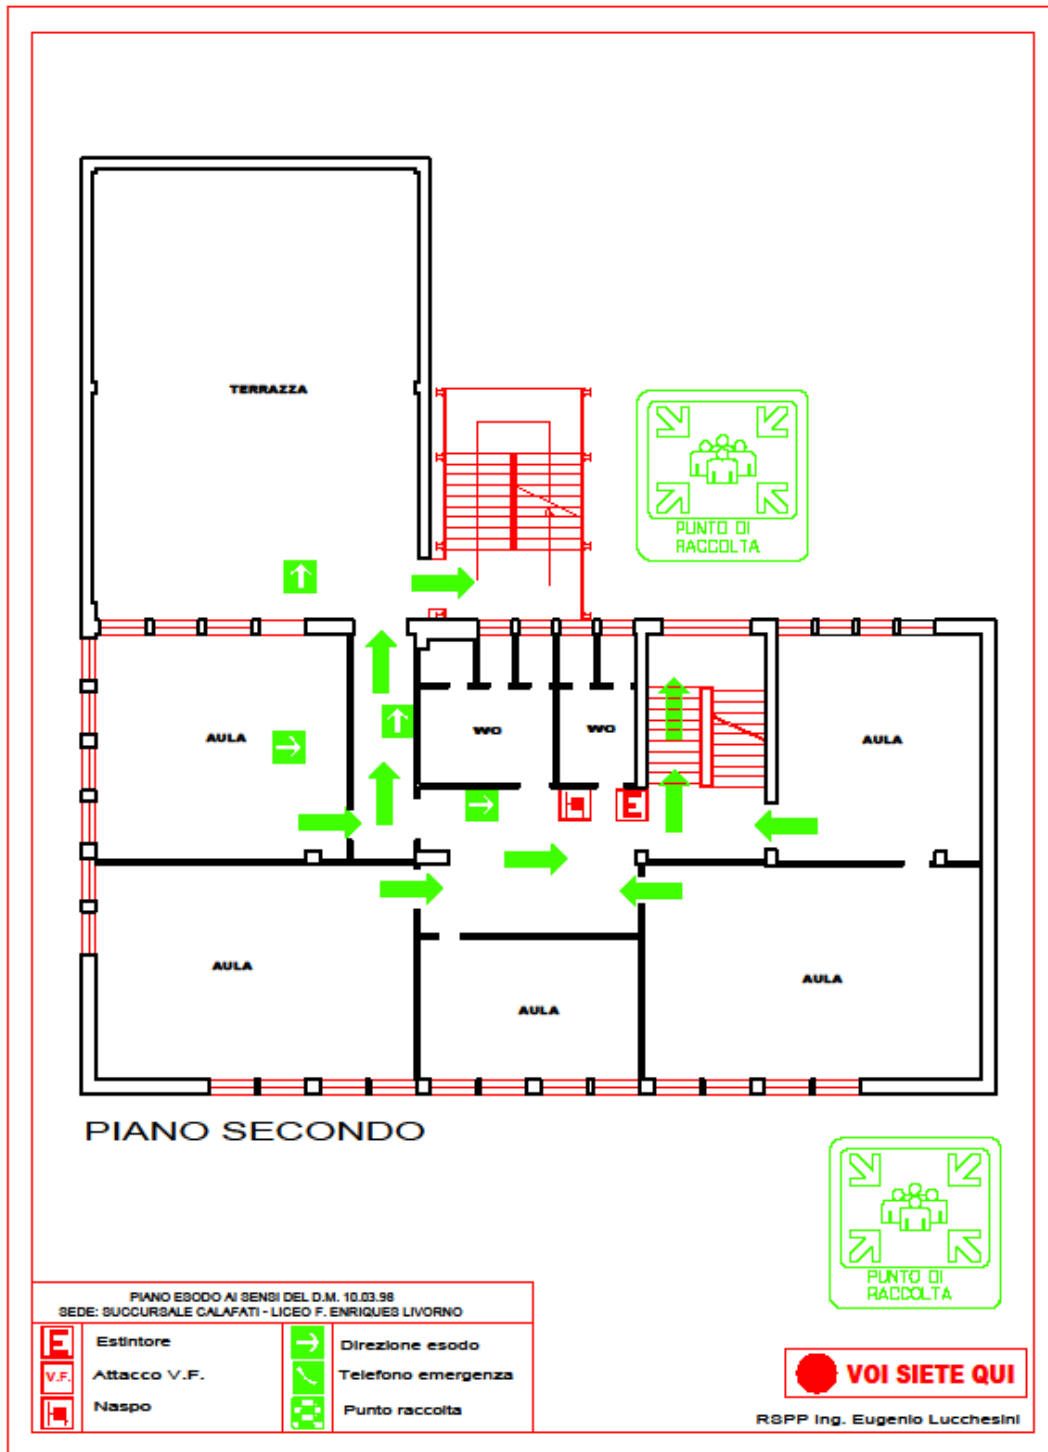 TERRAZZA
PUNTO DI
RACCOLTA
AULA
WC
WC
AULA
E
AULA
AULA
AULA
PIANO SECONDO
PUNTO DI
RACCOLTA
PIANO ESODO AI SENSI DEL D.M. 10.03.98
SEDE: SUCCURSALE CALAFATI - LICEO F. ENRIQUES LIVORNO
E Estintore
Direzione esodo
V.F. Attacco V.F.
Telefono emergenza
Naspo
Punto raccolta
VOI SIETE QUI
RSPP Ing. Eugenio Lucchesini